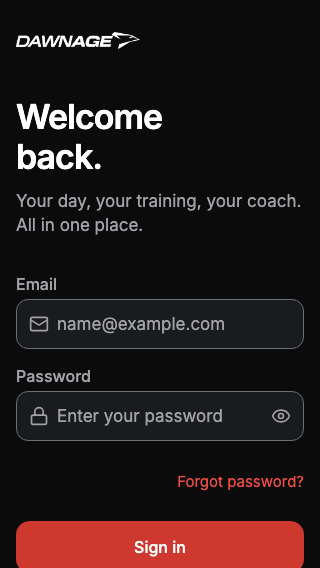 DAWNAGE
Welcome
back.
Your day, your training, your coach.
All in one place.
Email
name@example.com
Password
Enter your password
Forgot password?
Sign in